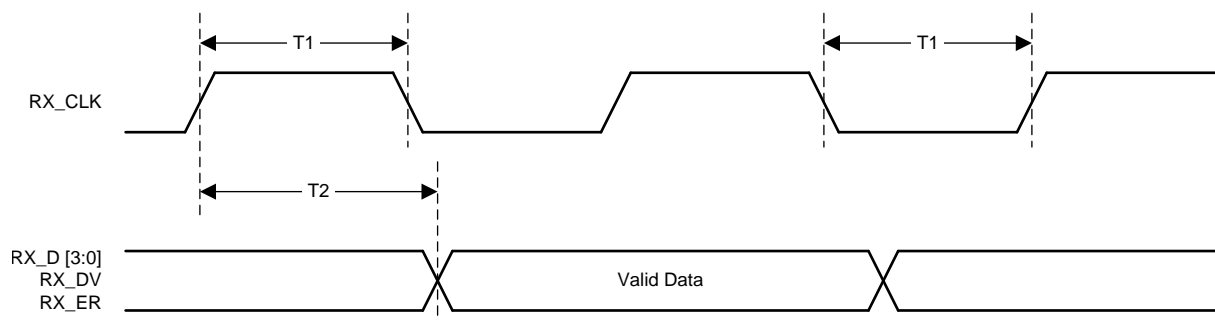 T1
T1
RX_CLK
T2
RX_D [3:0]
RX_DV
RX_ER
Valid Data